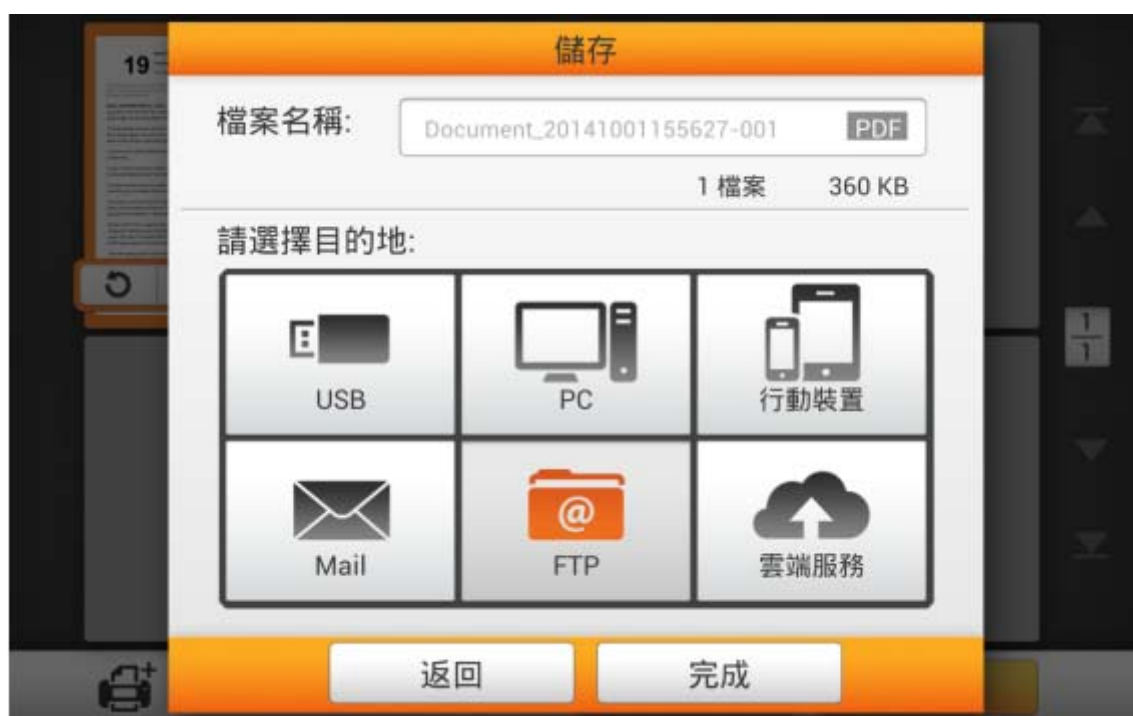 儲存
19
檔案名稱:
Document_20141001155627-001 PDF
1 檔案 360 KB
請選擇目的地:
USB PC 行動裝置
@
Mail FTP 雲端服務
1
1
返回 完成